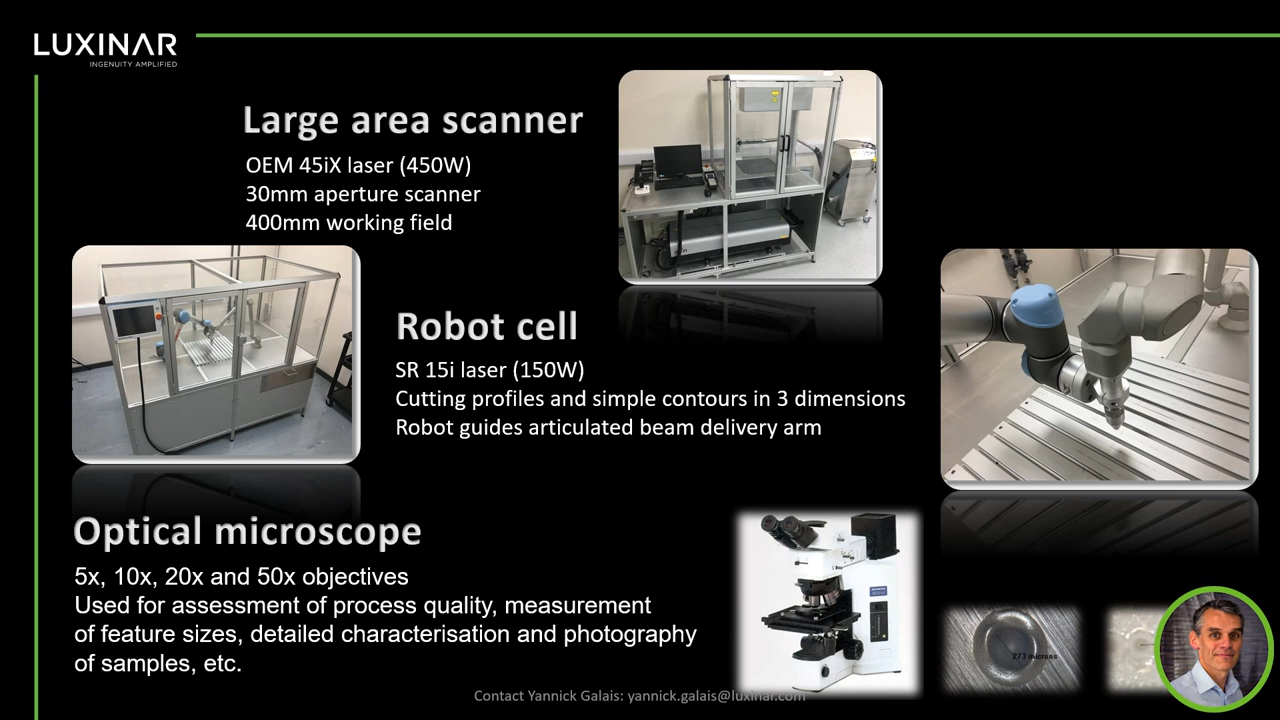 LUXINAR
INGENUITY AMPLIFIED
Large area scanner
OEM 45iX laser (450W)
30mm aperture scanner
400mm working field
Robot cell
SR 15i laser (150W)
Cutting profiles and simple contours in 3 dimensions
Robot guides articulated beam delivery arm
Optical microscope
5x, 10x, 20x and 50x objectives
Used for assessment of process quality, measurement
of feature sizes, detailed characterisation and photography
of samples, etc.
273 microns
Contact Yannick Galais: yannick.galais@luxinar.com